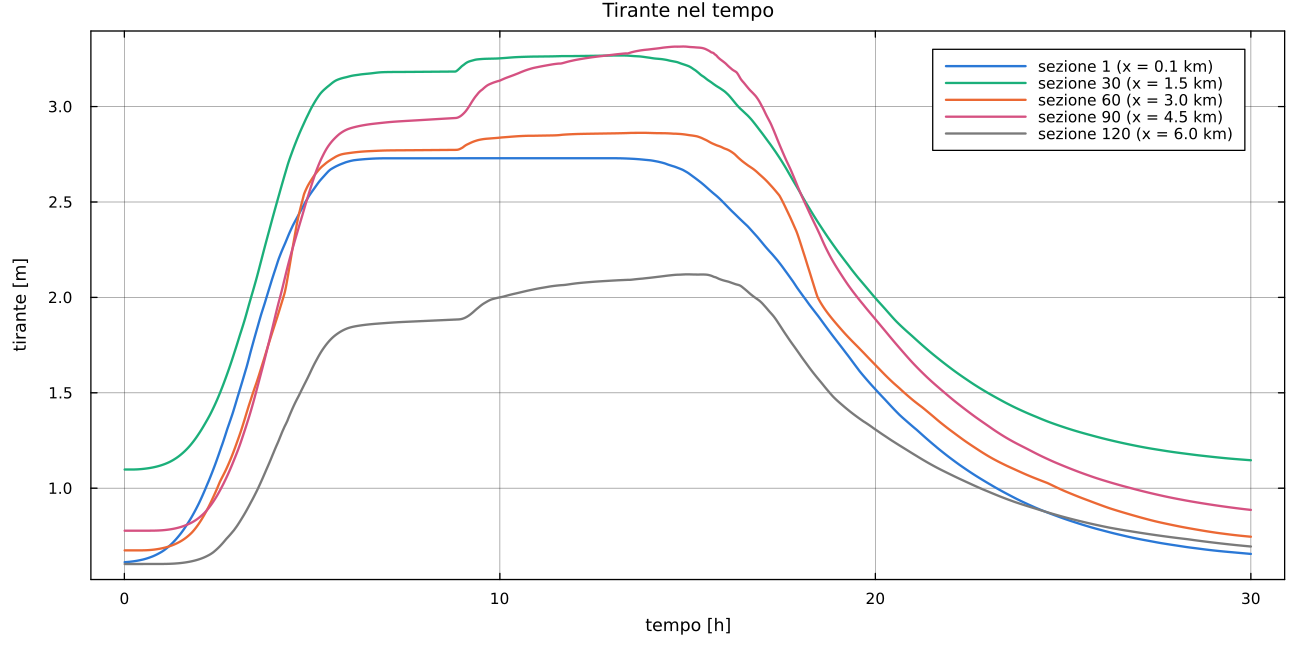 Tirante nel tempo
tirante [m]
3.0
2.5
2.0
1.5
1.0
sezione 1 (x = 0.1 km)
sezione 30 (x = 1.5 km)
sezione 60 (x = 3.0 km)
sezione 90 (x = 4.5 km)
sezione 120 (x = 6.0 km)
0 10 20 30
tempo [h]